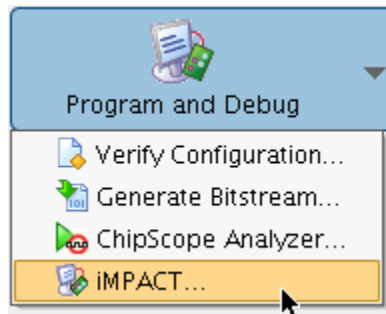 Program and Debug
Verify Configuration...
Generate Bitstream...
ChipScope Analyzer...
iMPACT...